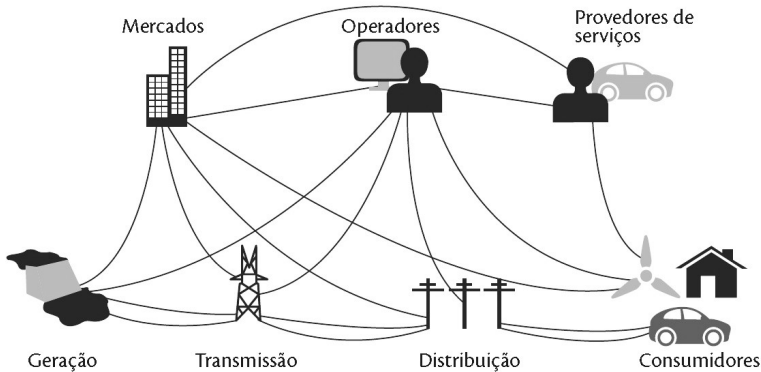 Mercados
Operadores
Provedores de
serviços
Geração
Transmissão
Distribuição
Consumidores